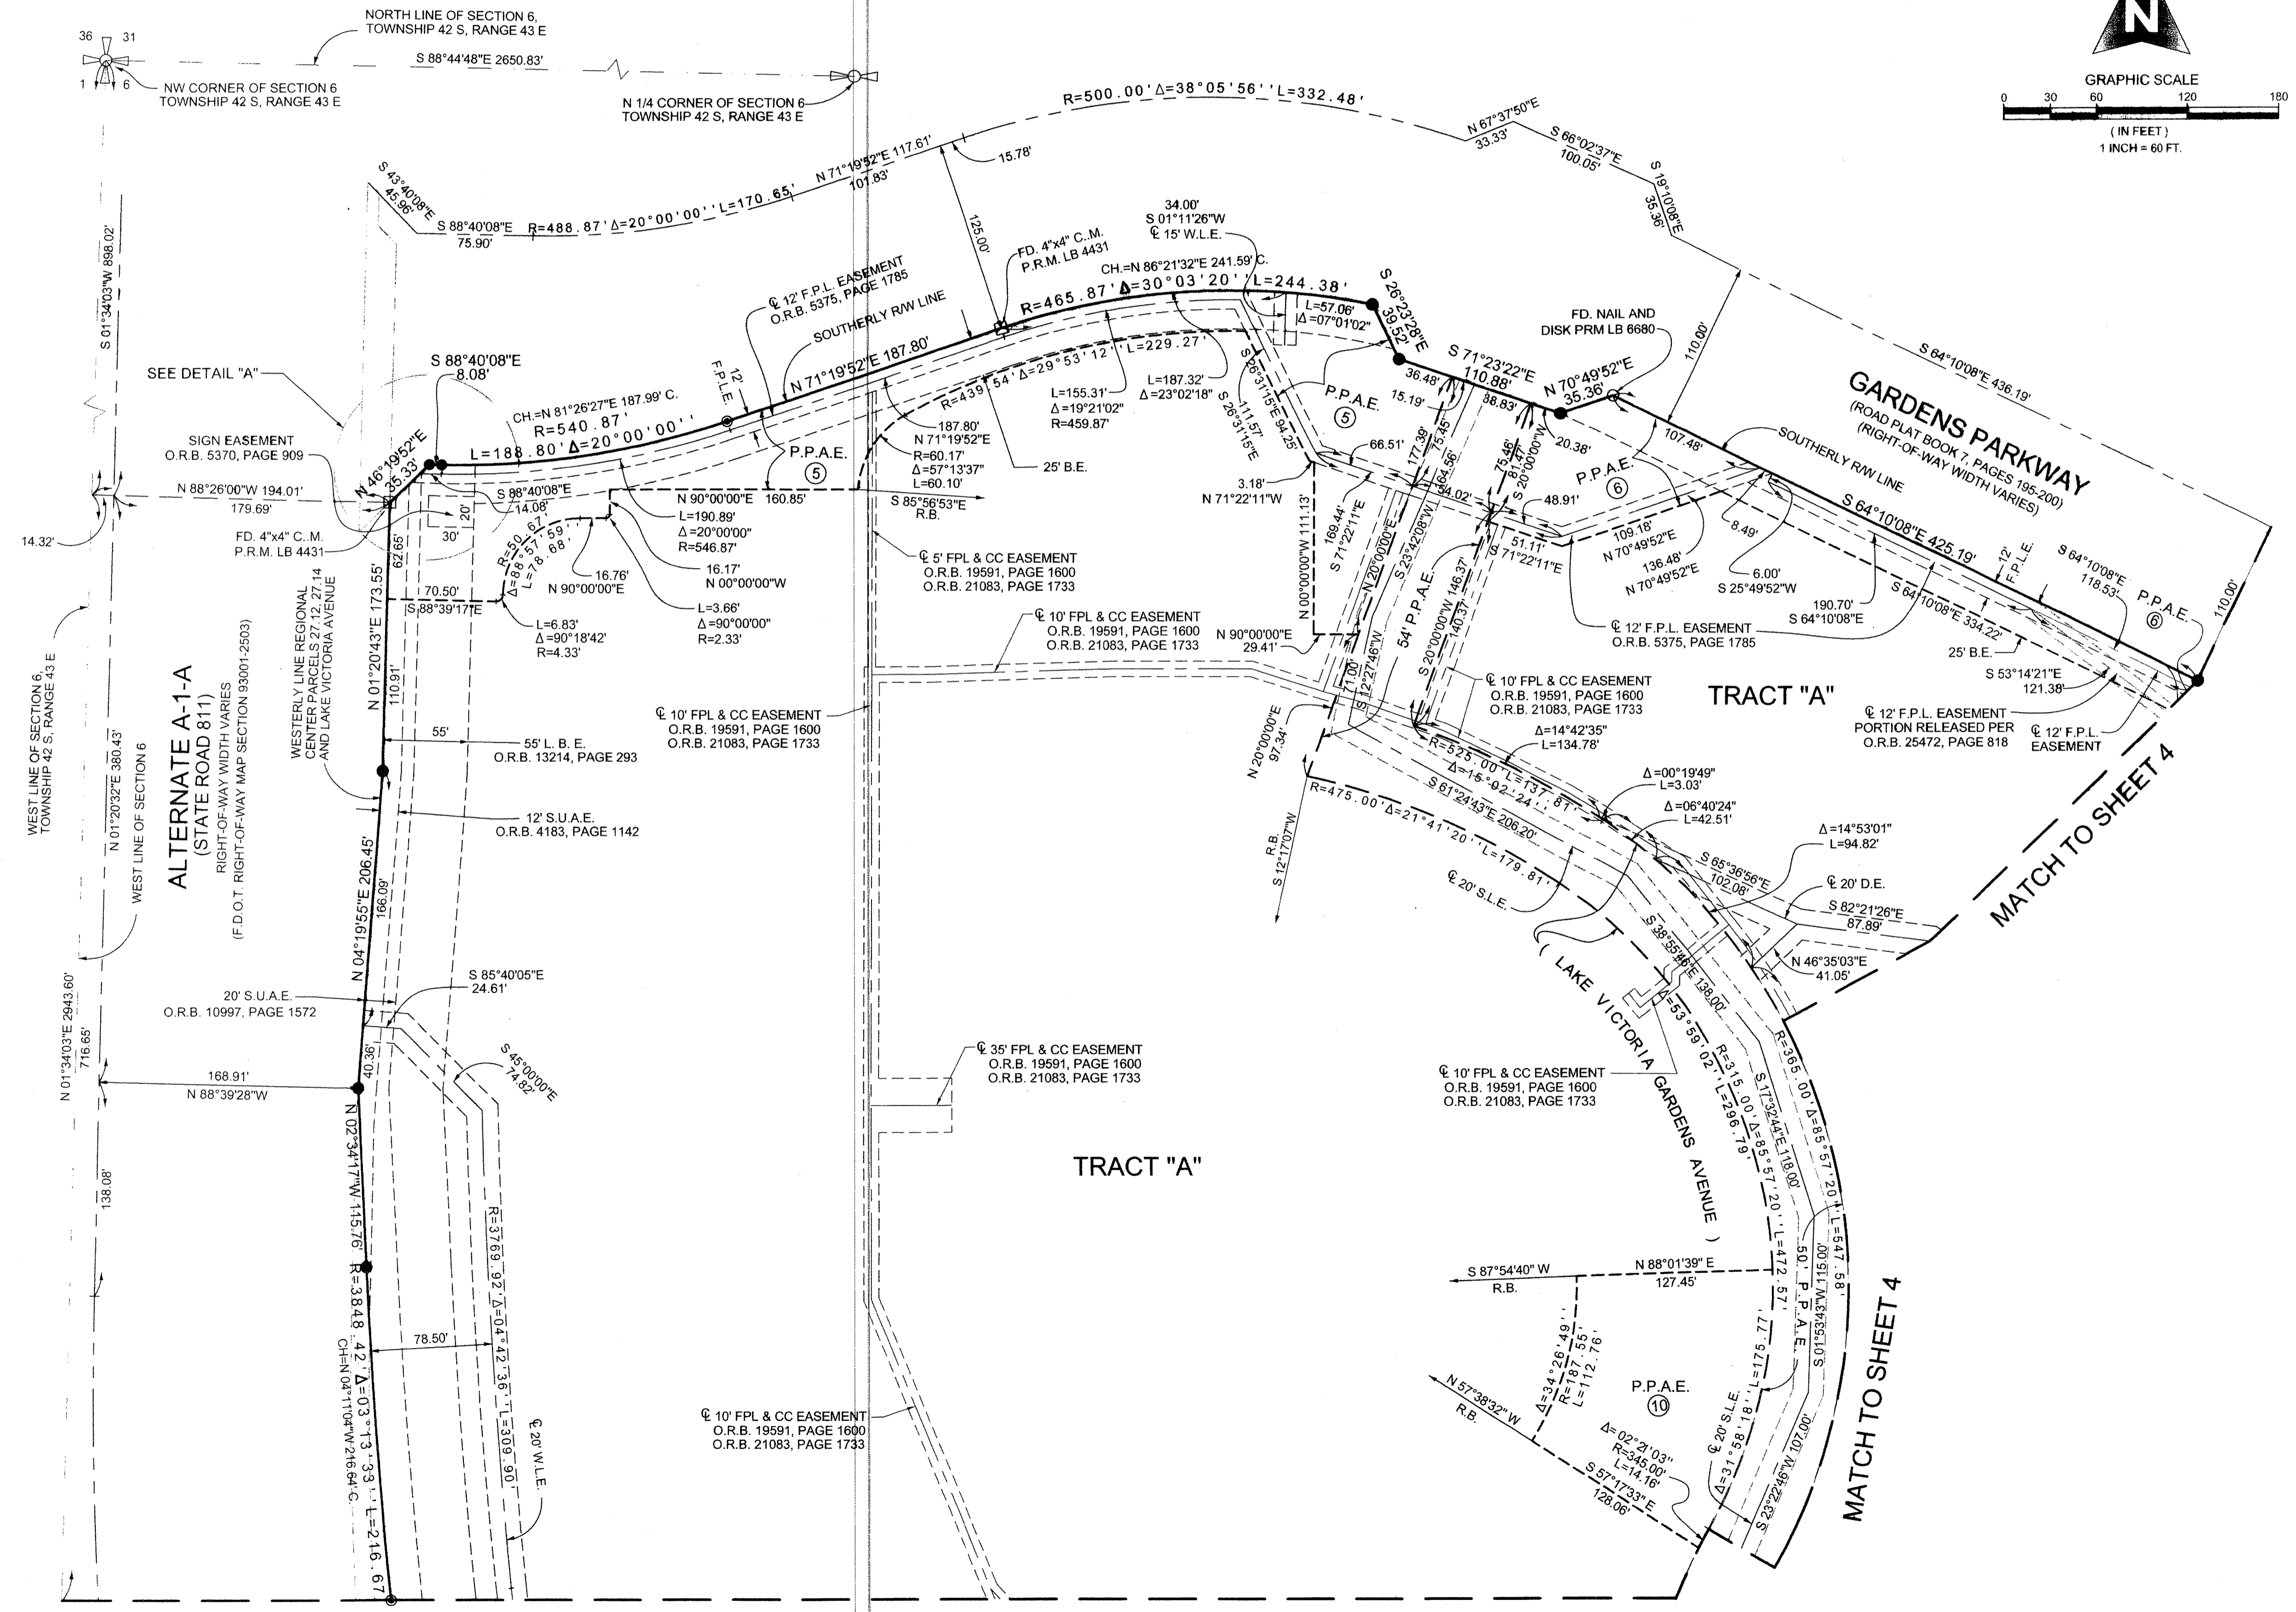 NORTH LINE OF SECTION 6,
TOWNSHIP 42 S, RANGE 43 E
36 31
1 6
S 88°44'48"E 2650.83'
NW CORNER OF SECTION 6
TOWNSHIP 42 S, RANGE 43 E
N 1/4 CORNER OF SECTION 6
TOWNSHIP 42 S, RANGE 43 E
N
GRAPHIC SCALE
0 30 60 120 180
( IN FEET )
1 INCH = 60 FT.
R=500.00' Δ=38°05'56'' L=332.48'
N 67°37'50"E
33.33'
S 66°02'37"E
100.05'
S 19°10'08"E
35.36'
S 43°40'08"E
45.96'
S 88°40'08"E
75.90'
R=488.87' Δ=20°00'00'' L=170.65'
N 71°19'52"E 117.61'
101.83'
15.78'
125.00'
S 01°34'03"W 898.02'
34.00'
S 01°11'26"W
℄ 15' W.L.E.
FD. 4"x4" C..M.
P.R.M. LB 4431
CH.=N 86°21'32"E 241.59' C.
R=465.87' Δ=30°03'20'' L=244.38'
L=57.06'
Δ=07°01'02"
S 26°23'28"E
39.52'
FD. NAIL AND
DISK PRM LB 6680
110.00'
S 64°10'08"E 436.19'
GARDENS PARKWAY
(ROAD PLAT BOOK 7, PAGES 195-200)
(RIGHT-OF-WAY WIDTH VARIES)
SOUTHERLY R/W LINE
℄ 12' F.P.L. EASEMENT
O.R.B. 5375, PAGE 1785
SOUTHERLY R/W LINE
SEE DETAIL "A"
S 88°40'08"E
8.08'
CH.=N 81°26'27"E 187.99' C.
R=540.87'
L=188.80' Δ=20°00'00''
12'
F.P.L.E.
N 71°19'52"E 187.80'
R=439.54' Δ=29°53'12'' L=229.27'
L=155.31'
Δ=19°21'02"
R=459.87'
L=187.32'
Δ=23°02'18"
S 26°31'15"E 94.25'
111.57'
S 26°31'15"E
P.P.A.E.
5
S 71°23'22"E
110.88'
36.48'
15.19'
38.83'
N 70°49'52"E
35.36'
20.38'
107.48'
SIGN EASEMENT
O.R.B. 5370, PAGE 909
N 46°19'52"E
35.33'
N 88°26'00"W 194.01'
179.69'
14.32'
FD. 4"x4" C..M.
P.R.M. LB 4431
S 88°40'08"E
14.08'
20'
30'
62.65'
R=50.67'
Δ=88°57'59''
L=78.68'
P.P.A.E.
5
187.80'
N 71°19'52"E
R=60.17'
Δ=57°13'37"
L=60.10'
25' B.E.
N 90°00'00"E 160.85'
S 85°56'53"E
R.B.
L=190.89'
Δ=20°00'00"
R=546.87'
16.17'
N 00°00'00"W
16.76'
N 90°00'00"E
L=3.66'
Δ=90°00'00"
R=2.33'
70.50'
S 88°39'17"E
L=6.83'
Δ=90°18'42"
R=4.33'
℄ 5' FPL & CC EASEMENT
O.R.B. 19591, PAGE 1600
O.R.B. 21083, PAGE 1733
3.18'
N 71°22'11"W
66.51'
N 00°00'00"W 111.13'
169.44'
S 71°22'11"E
177.39'
75.45'
164.56'
54.02'
75.46'
81.47'
S 20°00'00"W
48.91'
51.11'
S 71°22'11"E
P.P.A.E.
6
109.18'
N 70°49'52"E
136.48'
N 70°49'52"E
8.49'
6.00'
S 25°49'52"W
190.70'
S 64°10'08"E
S 64°10'08"E 425.19'
12'
F.P.L.E.
S 64°10'08"E
118.53'
P.P.A.E.
6
110.00'
S 64°10'08"E 334.22'
25' B.E.
S 53°14'21"E
121.38'
N 20°00'00"E
S 23°42'08"W
54' P.P.A.E.
S 20°00'00"W 146.37'
140.37'
℄ 12' F.P.L. EASEMENT
O.R.B. 5375, PAGE 1785
℄ 10' FPL & CC EASEMENT
O.R.B. 19591, PAGE 1600
O.R.B. 21083, PAGE 1733
N 90°00'00"E
29.41'
71.00'
S 12°27'46"W
℄ 10' FPL & CC EASEMENT
O.R.B. 19591, PAGE 1600
O.R.B. 21083, PAGE 1733
TRACT "A"
℄ 12' F.P.L. EASEMENT
PORTION RELEASED PER
O.R.B. 25472, PAGE 818
℄ 12' F.P.L.
EASEMENT
MATCH TO SHEET 4
N 20°00'00"E
97.34'
Δ=14°42'35"
L=134.78'
R=525.00' L=137.81'
Δ=15°02'24''
S 61°24'43"E 206.20'
R=475.00' Δ=21°41'20'' L=179.81'
Δ=00°19'49"
L=3.03'
Δ=06°40'24"
L=42.51'
Δ=14°53'01"
L=94.82'
R.B.
S 12°17'07"W
℄ 20' S.L.E.
S 65°36'56"E
102.08'
℄ 20' D.E.
S 82°21'26"E
87.89'
N 46°35'03"E
41.05'
S 38°55'46"E 138.00'
( LAKE VICTORIA GARDENS AVENUE )
WEST LINE OF SECTION 6,
TOWNSHIP 42 S, RANGE 43 E
N 01°20'32"E 380.43'
WEST LINE OF SECTION 6
ALTERNATE A-1-A
(STATE ROAD 811)
RIGHT-OF-WAY WIDTH VARIES
(F.D.O.T. RIGHT-OF-WAY MAP SECTION 93001-2503)
WESTERLY LINE REGIONAL
CENTER PARCELS 27.12, 27.14
AND LAKE VICTORIA AVENUE
N 01°20'43"E 173.55'
110.91'
55'
55' L. B. E.
O.R.B. 13214, PAGE 293
℄ 10' FPL & CC EASEMENT
O.R.B. 19591, PAGE 1600
O.R.B. 21083, PAGE 1733
12' S.U.A.E.
O.R.B. 4183, PAGE 1142
N 04°19'55"E 206.45'
166.09'
S 85°40'05"E
24.61'
20' S.U.A.E.
O.R.B. 10997, PAGE 1572
N 01°34'03"E 2943.60'
716.65'
40.36'
S 45°00'00"E
74.82'
168.91'
N 88°39'28"W
℄ 35' FPL & CC EASEMENT
O.R.B. 19591, PAGE 1600
O.R.B. 21083, PAGE 1733
℄ 10' FPL & CC EASEMENT
O.R.B. 19591, PAGE 1600
O.R.B. 21083, PAGE 1733
TRACT "A"
138.08'
N 02°34'17"W 115.76'
R=3848.42' Δ=03°13'33'' L=216.67'
CH=N 04°11'04"W 216.64' C.
78.50'
R=3769.92' Δ=04°42'36'' L=309.90'
℄ 20' W.L.E.
℄ 10' FPL & CC EASEMENT
O.R.B. 19591, PAGE 1600
O.R.B. 21083, PAGE 1733
Δ=53°59'02'' L=296.79'
R=315.00' Δ=85°57'20'' L=472.57'
S 17°32'44"E 118.00'
R=365.00' Δ=85°57'20'' L=547.58'
S 87°54'40" W
R.B.
N 88°01'39" E
127.45'
50' P.P.A.E.
S 01°53'43"W 115.00'
Δ=34°26'49'
R=187.55'
L=112.76'
N 57°38'32" W
R.B.
P.P.A.E.
10
Δ=02°21'03"
R=345.00'
L=14.16'
S 57°17'33" E
128.06'
Δ=31°58'18'' L=175.77'
℄ 20' S.L.E.
S 23°22'46"W 107.00'
MATCH TO SHEET 4